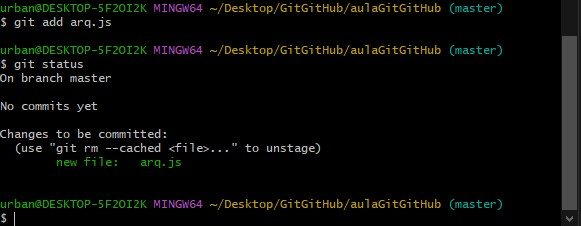 urban@DESKTOP-5F2OI2K MINGW64 ~/Desktop/GitGitHub/aulaGitGitHub (master)
$ git add arq.js
urban@DESKTOP-5F2OI2K MINGW64 ~/Desktop/GitGitHub/aulaGitGitHub (master)
$ git status
On branch master
No commits yet
Changes to be committed:
  (use "git rm --cached <file>..." to unstage)
        new file:   arq.js
urban@DESKTOP-5F2OI2K MINGW64 ~/Desktop/GitGitHub/aulaGitGitHub (master)
$